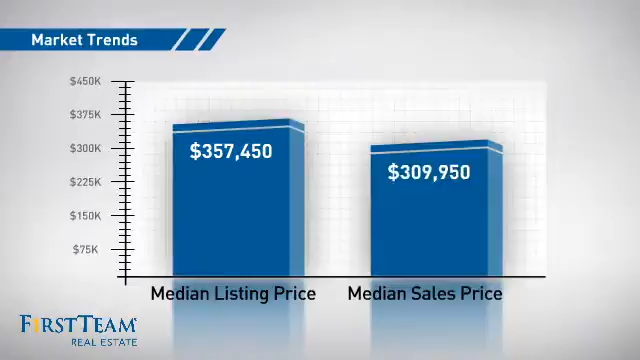 Market Trends
$450K
$375K
$300K
$225K
$150K
$75K
$357,450
$309,950
Median Listing Price
Median Sales Price
FIRSTTEAM®
REAL ESTATE